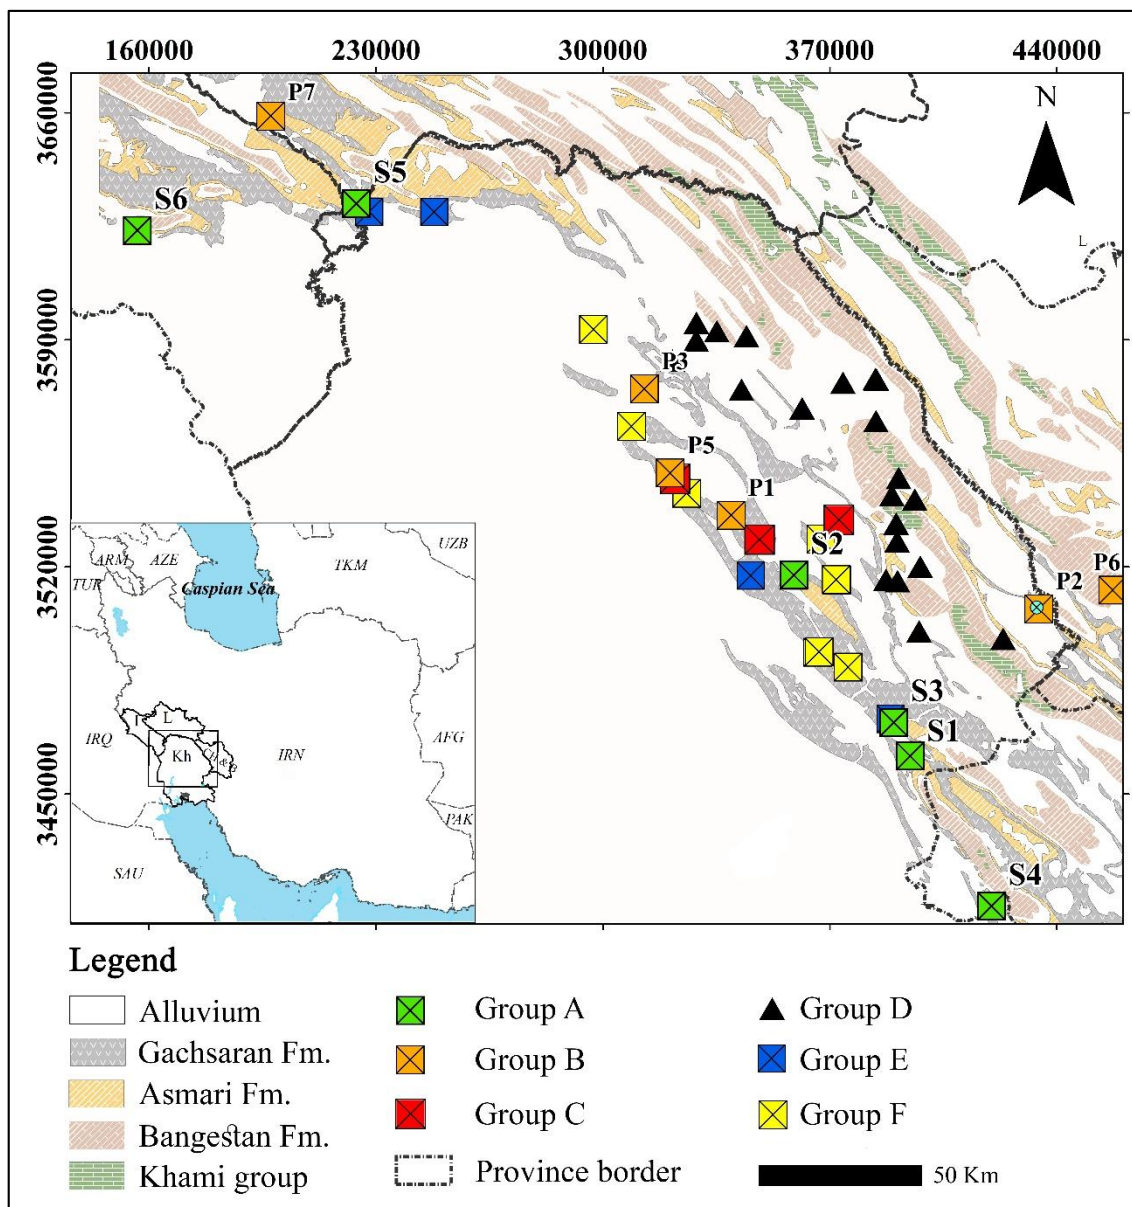 160000 230000 300000 370000 440000
3660000
3590000
3520000
3450000
N
P7
S5
S6
L
P3
P5
P1
S2
P6
P2
S3
S1
S4
ARM
AZE
TUR
Caspian Sea
TKM
UZB
IRQ
I
L
Kh
IRN
AFG
PAK
SAU
Legend
Alluvium
Gachsaran Fm.
Asmari Fm.
Bangestan Fm.
Khami group
Group A
Group B
Group C
Province border
Group D
Group E
Group F
50 Km